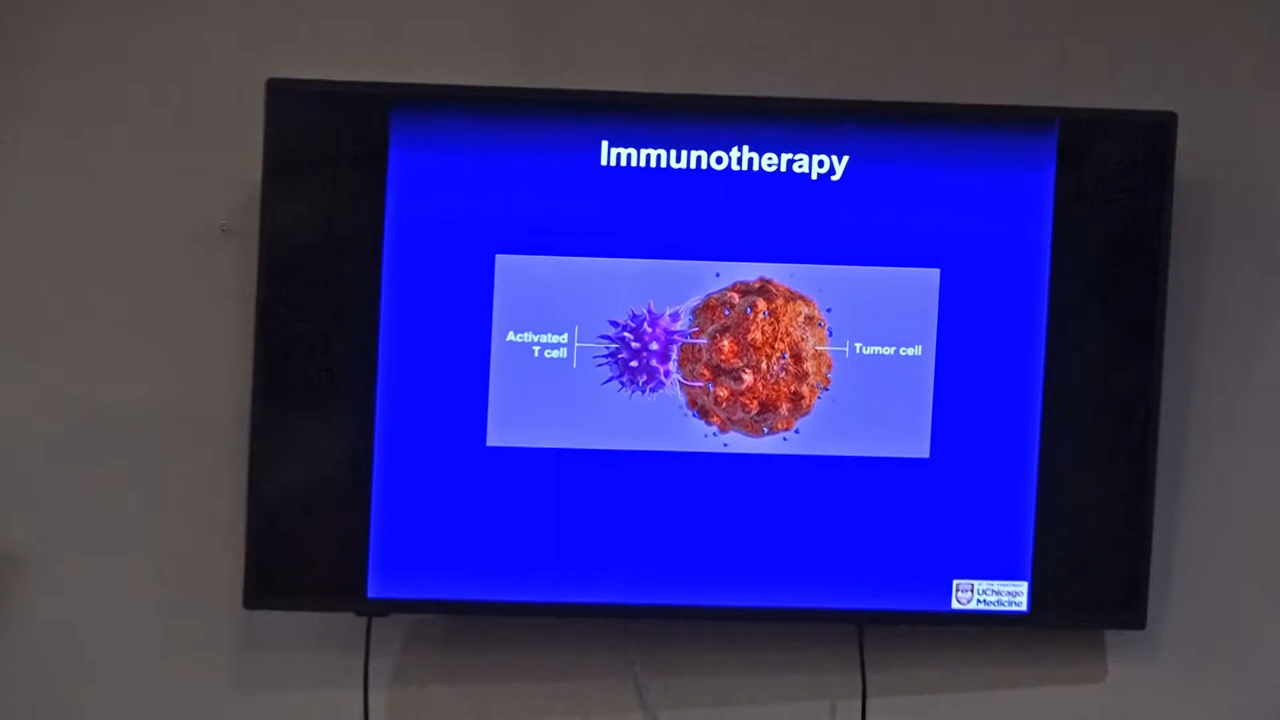 Immunotherapy
Activated
T cell
Tumor cell
UChicago
Medicine